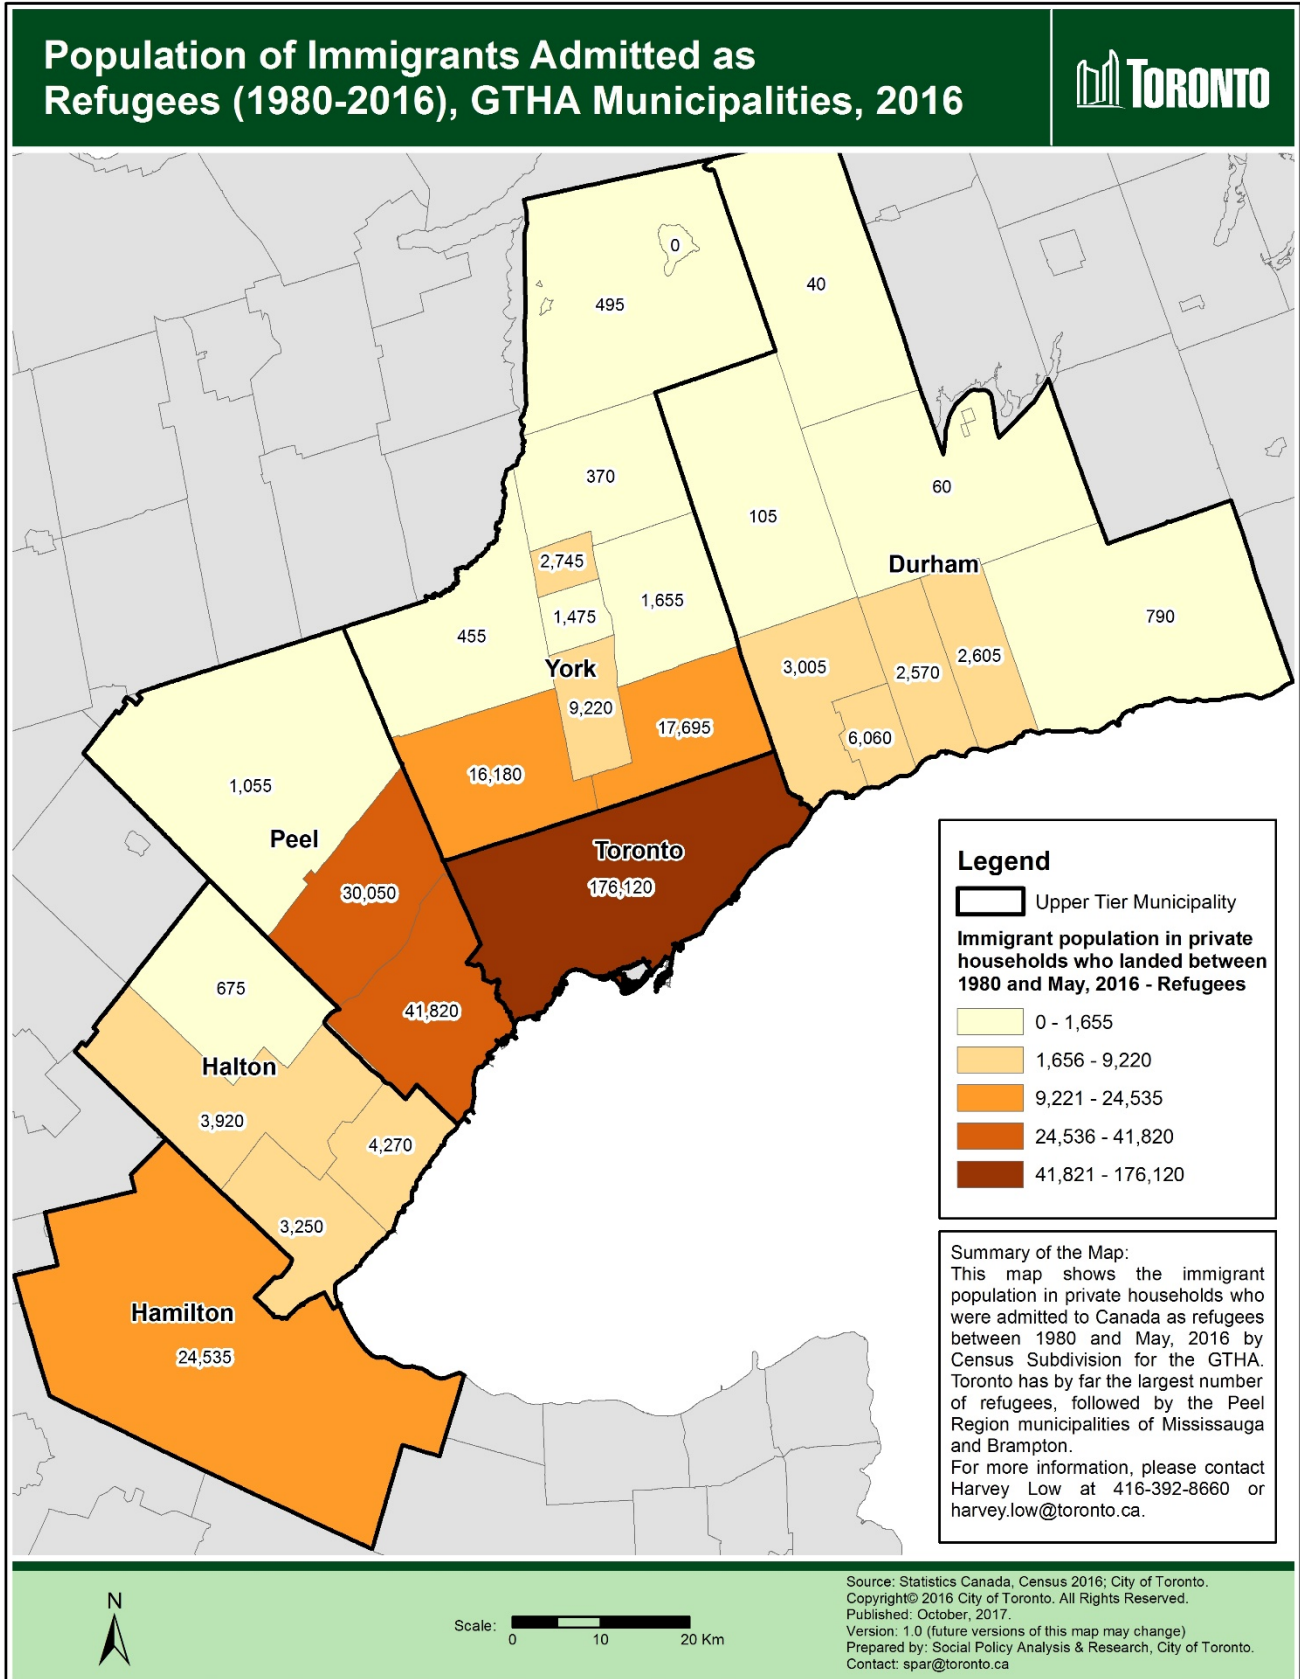 Population of Immigrants Admitted as
Refugees (1980-2016), GTHA Municipalities, 2016
TORONTO
0
40
495
370
60
105
2,745
Durham
1,475
1,655
790
455
York
3,005
2,570
2,605
9,220
17,695
6,060
16,180
1,055
Peel
Toronto
30,050
176,120
675
41,820
Halton
3,920
4,270
3,250
Hamilton
24,535
Legend
Upper Tier Municipality
Immigrant population in private
households who landed between
1980 and May, 2016 - Refugees
0 - 1,655
1,656 - 9,220
9,221 - 24,535
24,536 - 41,820
41,821 - 176,120
Summary of the Map:
This map shows the immigrant
population in private households who
were admitted to Canada as refugees
between 1980 and May, 2016 by
Census Subdivision for the GTHA.
Toronto has by far the largest number
of refugees, followed by the Peel
Region municipalities of Mississauga
and Brampton.
For more information, please contact
Harvey Low at 416-392-8660 or
harvey.low@toronto.ca.
N
Scale:
0 10 20 Km
Source: Statistics Canada, Census 2016; City of Toronto.
Copyright© 2016 City of Toronto. All Rights Reserved.
Published: October, 2017.
Version: 1.0 (future versions of this map may change)
Prepared by: Social Policy Analysis & Research, City of Toronto.
Contact: spar@toronto.ca